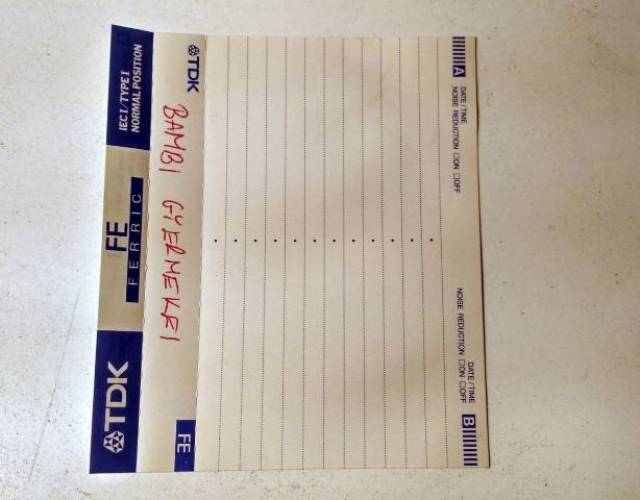 A DATE/TIME
NOISE REDUCTION □ON □OFF
DATE/TIME B
NOISE REDUCTION □ON □OFF
TDK
BAMBI GYERMEKEI
FE
IEC I/TYPE I
NORMAL POSITION
FE
FERRIC
TDK